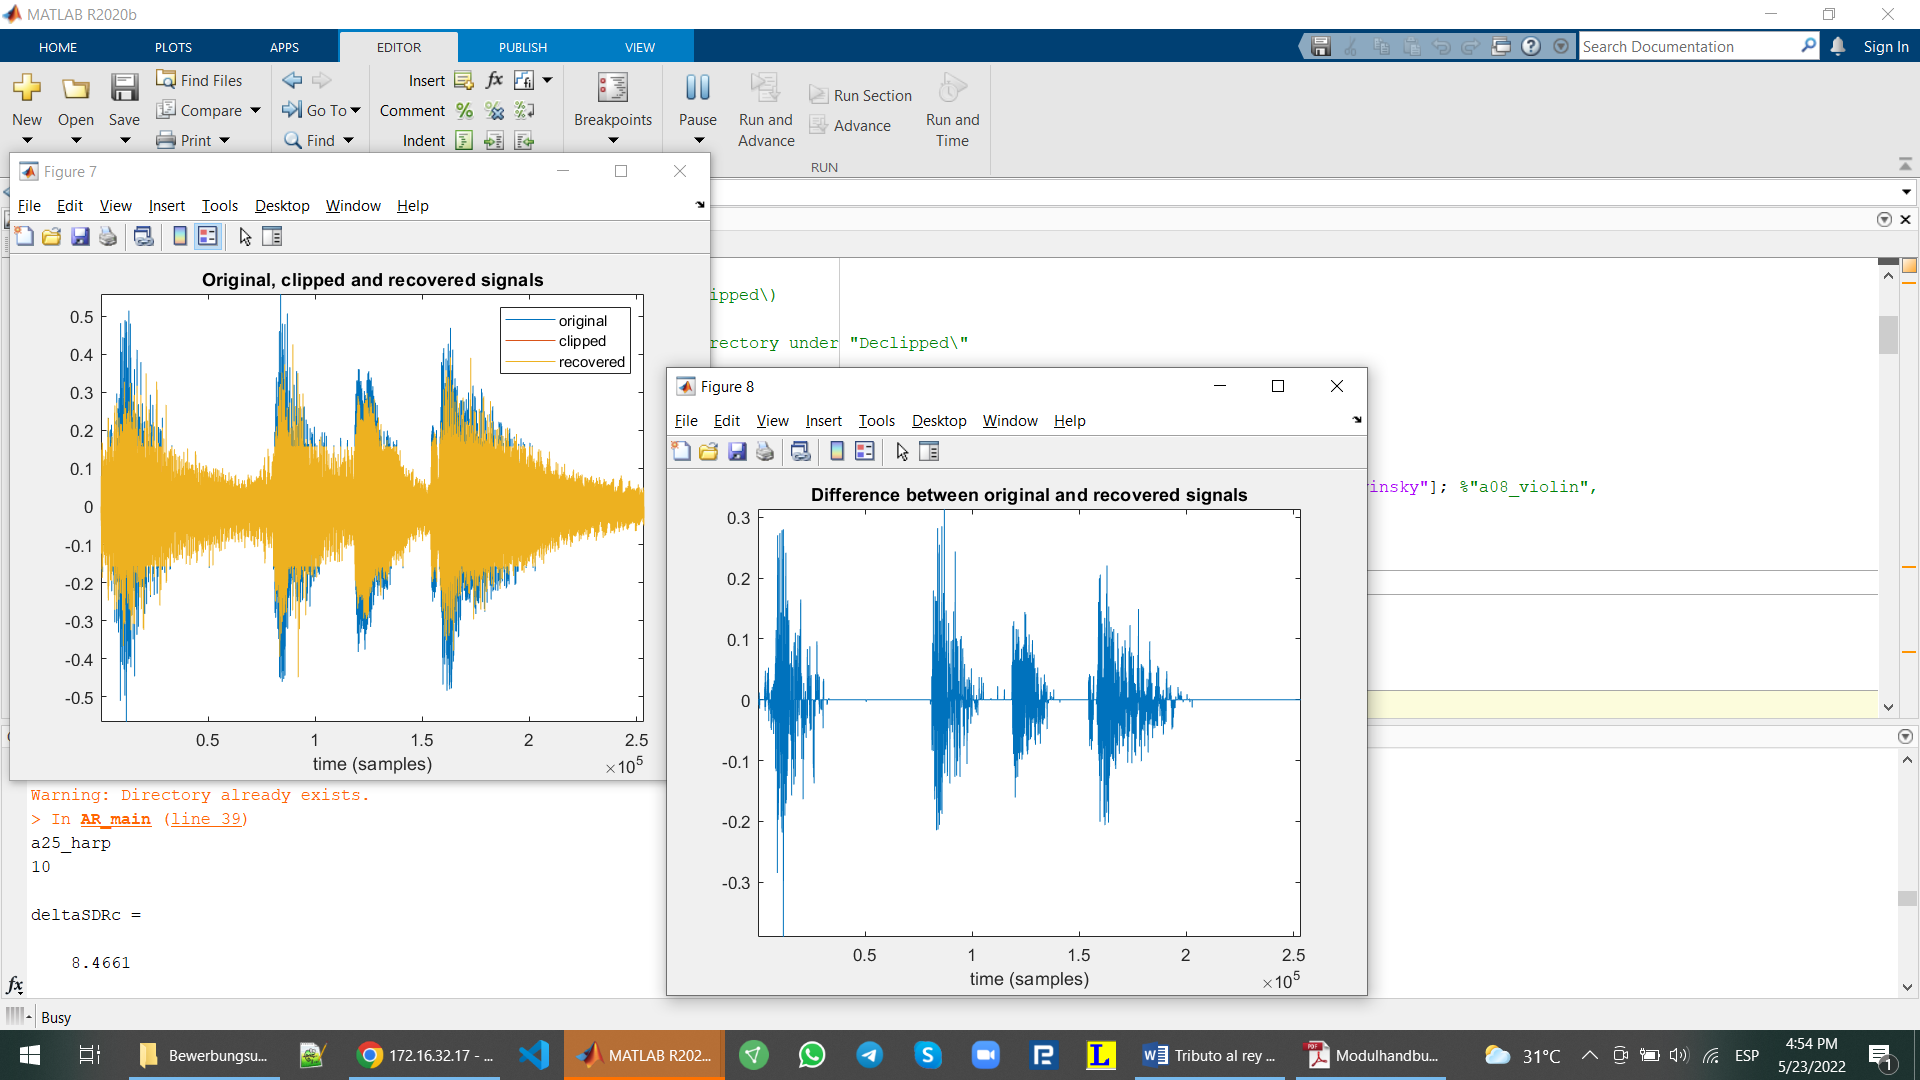 MATLAB R2020b
HOME PLOTS APPS EDITOR PUBLISH VIEW
Search Documentation
Sign In
New Open Save
Find Files
Compare
Print
Go To
Find
Insert fx fi
Comment
Indent
Breakpoints
Pause
Run and Advance
Run Section
Advance
Run and Time
RUN
Figure 7
File Edit View Insert Tools Desktop Window Help
Original, clipped and recovered signals
original
clipped
recovered
0.5
0.4
0.3
0.2
0.1
0
-0.1
-0.2
-0.3
-0.4
-0.5
0.5 1 1.5 2 2.5
time (samples)
×10^5
ipped\)
rectory under "Declipped\"
insky"]; %"a08_violin",
Figure 8
File Edit View Insert Tools Desktop Window Help
Difference between original and recovered signals
0.3
0.2
0.1
0
-0.1
-0.2
-0.3
0.5 1 1.5 2 2.5
time (samples)
×10^5
Warning: Directory already exists.
> In AR_main (line 39)
a25_harp
10
deltaSDRc =
8.4661
fx
Busy
Bewerbungsu...
172.16.32.17 - ...
MATLAB R202...
Tributo al rey ...
Modulhandbu...
31°C
ESP
4:54 PM
5/23/2022
1